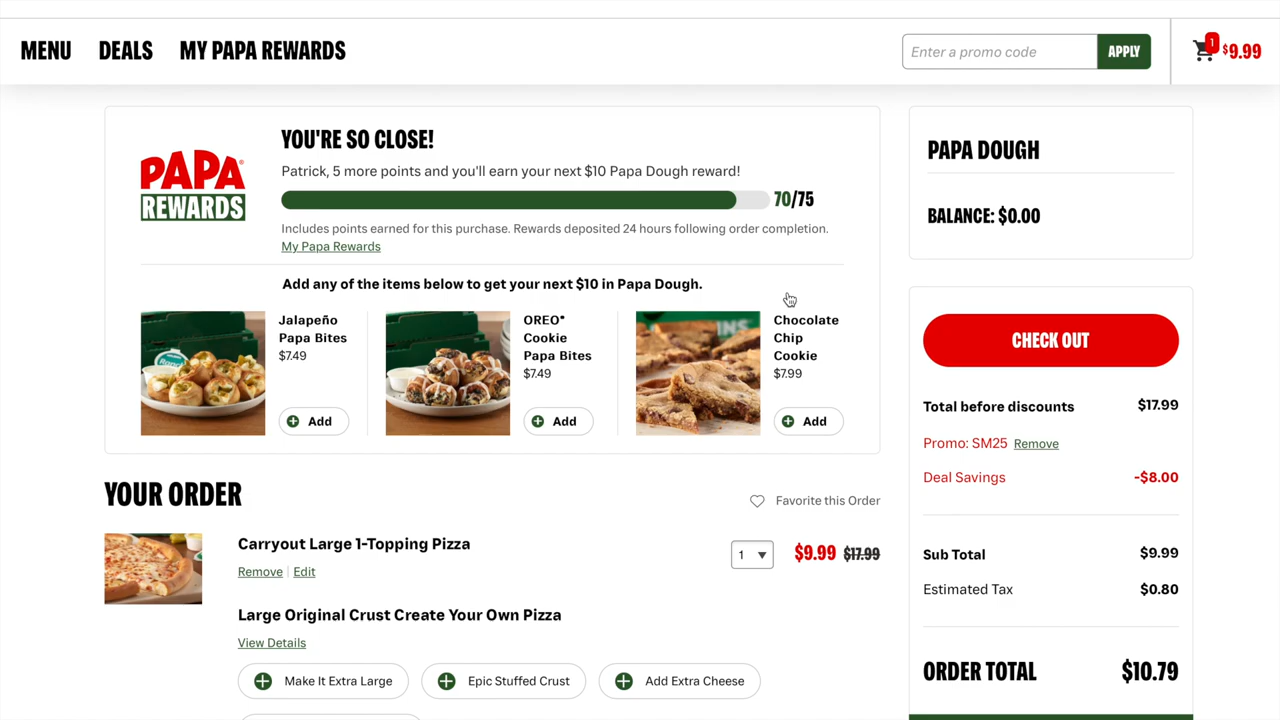 MENU DEALS MY PAPA REWARDS
Enter a promo code APPLY
1 $9.99
PAPA REWARDS
YOU'RE SO CLOSE!
Patrick, 5 more points and you'll earn your next $10 Papa Dough reward!
70/75
Includes points earned for this purchase. Rewards deposited 24 hours following order completion.
My Papa Rewards
Add any of the items below to get your next $10 in Papa Dough.
Jalapeño
Papa Bites
$7.49
Add
OREO®
Cookie
Papa Bites
$7.49
Add
Chocolate
Chip
Cookie
$7.99
Add
PAPA DOUGH
BALANCE: $0.00
CHECK OUT
Total before discounts $17.99
Promo: SM25 Remove
Deal Savings -$8.00
Sub Total $9.99
Estimated Tax $0.80
ORDER TOTAL $10.79
YOUR ORDER
Favorite this Order
Carryout Large 1-Topping Pizza
1 $9.99 $17.99
Remove | Edit
Large Original Crust Create Your Own Pizza
View Details
Make It Extra Large
Epic Stuffed Crust
Add Extra Cheese